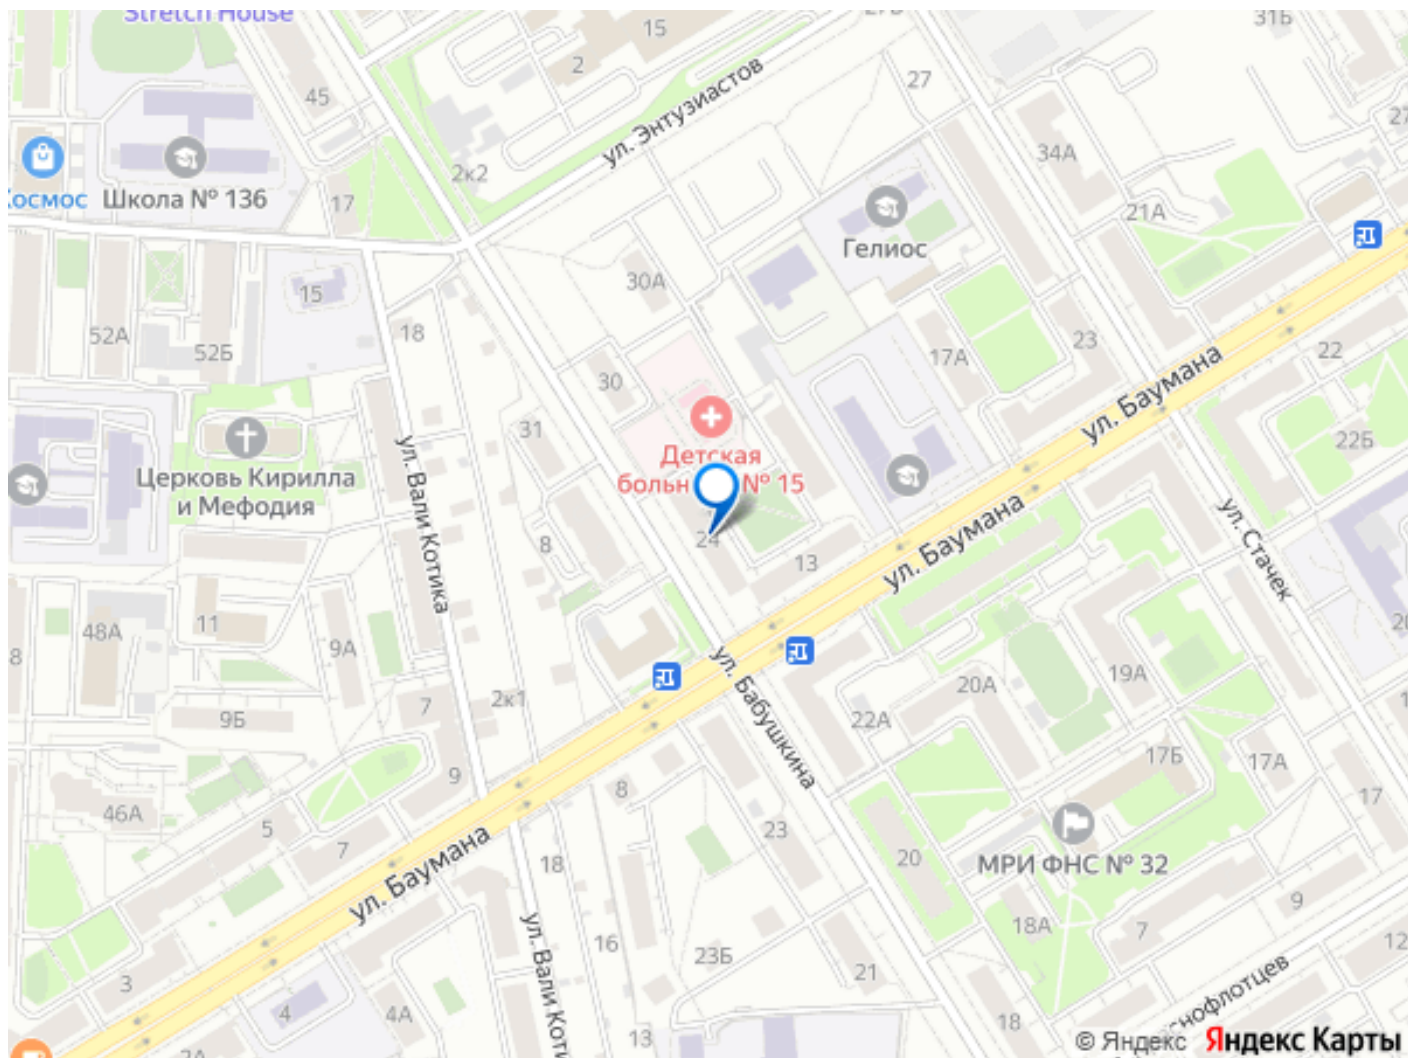 Stretch House
15
31Б
2
27
45
ул. Энтузиастов
27
34А
2к2
Космос
Школа № 136
17
21А
Гелиос
30А
15
52А
18
52Б
17А
23
22
30
ул. Баумана
31
22Б
Детская
больн
№ 15
Церковь Кирилла
и Мефодия
ул. Вали Котика
ул. Баумана
ул. Стачек
8
24
13
11
48А
9А
8
19А
20А
2к1
7
9Б
22А
ул. Бабушкина
17Б
17А
9
8
46А
5
17
23
7
МРИ ФНС № 32
18
20
ул. Баумана
9
18А
7
ул. Вали Коти
16
23Б
21
12
3
снофлотцев
4
4А
18
13
© Яндекс
Яндекс Карты